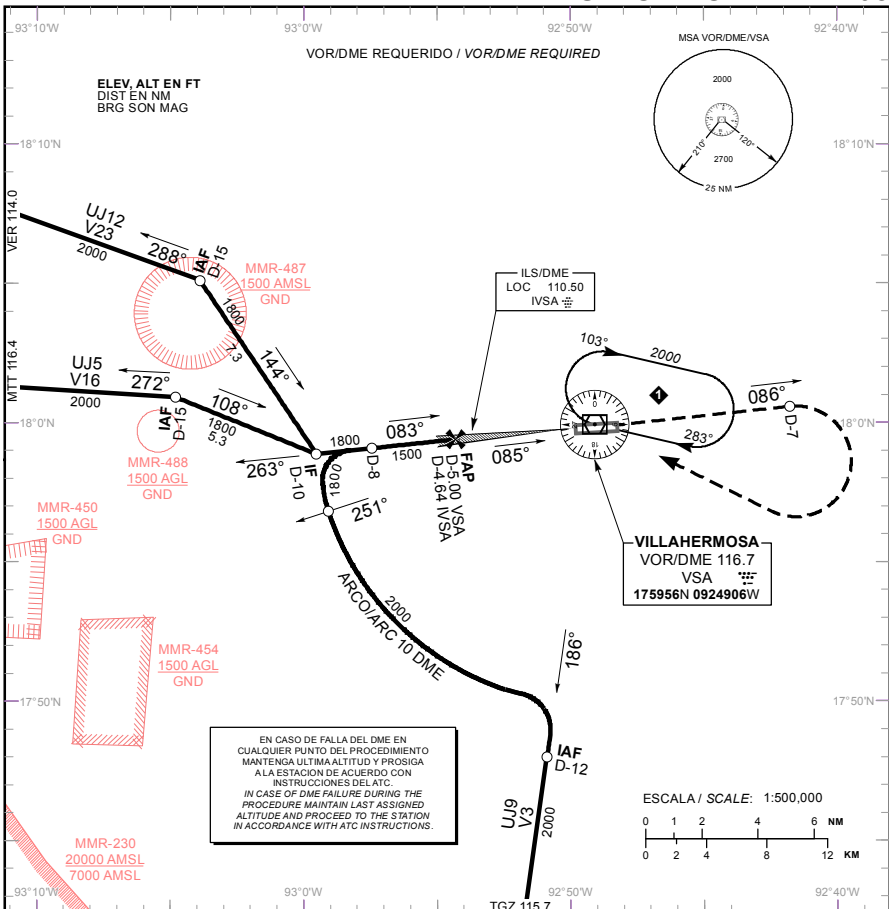 93°10'W
93°0'W
92°50'W
92°40'W
VOR/DME REQUERIDO / VOR/DME REQUIRED
MSA VOR/DME/VSA
2000
210°
120°
2700
25 NM
ELEV, ALT EN FT
DIST EN NM
BRG SON MAG
18°10'N
18°10'N
VER 114.0
UJ12
V23
2000
288°
IAF
D-15
MMR-487
1500 AMSL
GND
1800
7.3
144°
ILS/DME
LOC 110.50
IVSA
MTT 116.4
UJ5
V16
2000
272°
IAF
D-15
108°
1800
5.3
MMR-488
1500 AGL
GND
103°
2000
1
283°
0
18
086°
D-7
18°0'N
18°0'N
263°
IF
D-10
1800
D-8
083°
1500
FAP
D-5.00 VSA
D-4.64 IVSA
085°
1800
251°
MMR-450
1500 AGL
GND
VILLAHERMOSA
VOR/DME 116.7
VSA
175956N 0924906W
2000
ARCO/ARC 10 DME
186°
MMR-454
1500 AGL
GND
17°50'N
17°50'N
IAF
D-12
UJ9
V3
2000
TGZ 115.7
EN CASO DE FALLA DEL DME EN
CUALQUIER PUNTO DEL PROCEDIMIENTO
MANTENGA ULTIMA ALTITUD Y PROSIGA
A LA ESTACION DE ACUERDO CON
INSTRUCCIONES DEL ATC.
IN CASE OF DME FAILURE DURING THE
PROCEDURE MAINTAIN LAST ASSIGNED
ALTITUDE AND PROCEED TO THE STATION
IN ACCORDANCE WITH ATC INSTRUCTIONS.
ESCALA / SCALE: 1:500,000
0 1 2 4 6 NM
0 2 4 8 12 KM
MMR-230
20000 AMSL
7000 AMSL
93°10'W
93°0'W
92°50'W
92°40'W